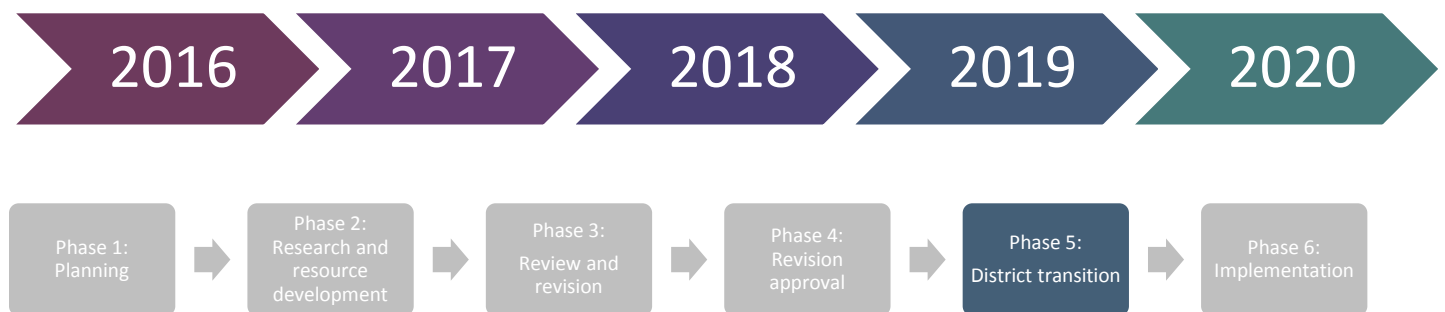 2016
2017
2018
2019
2020
Phase 1:
Planning
Phase 2:
Research and
resource
development
Phase 3:
Review and
revision
Phase 4:
Revision
approval
Phase 5:
District transition
Phase 6:
Implementation